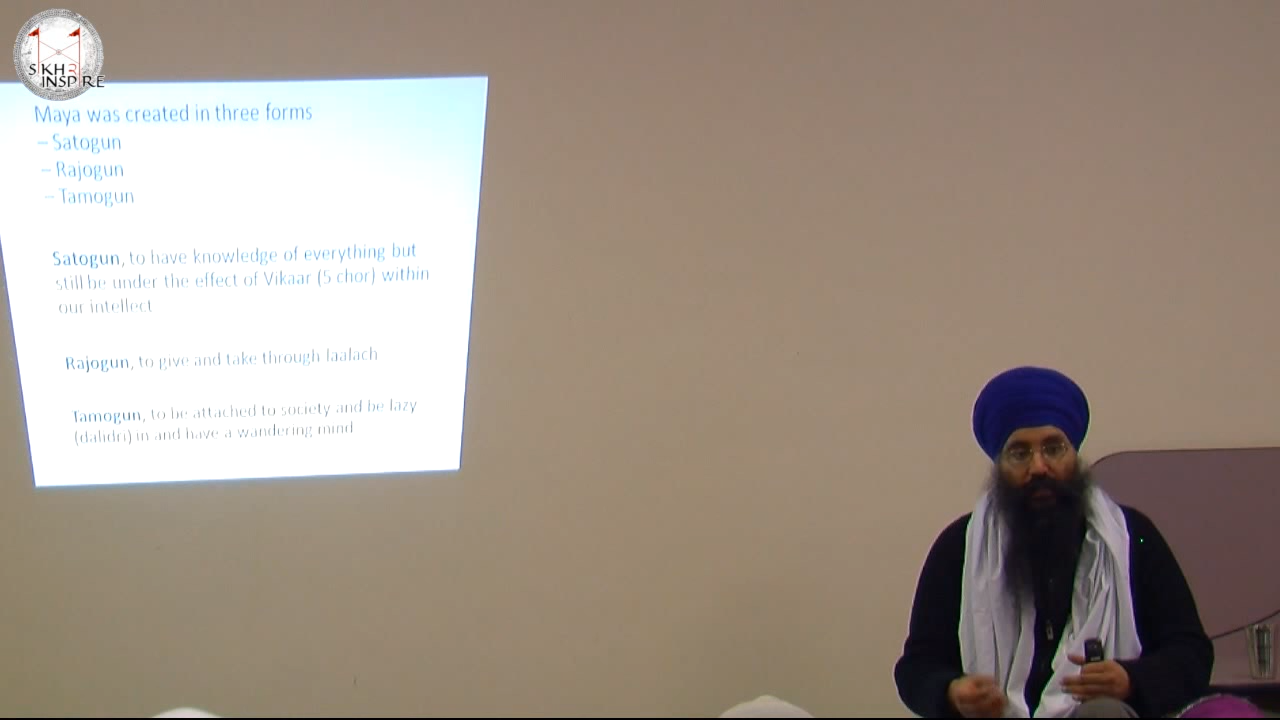 SIKHR
INSPIRE
Maya was created in three forms
– Satogun
– Rajogun
– Tamogun
Satogun, to have knowledge of everything but
still be under the effect of Vikaar (5 chor) within
our intellect
Rajogun, to give and take through laalach
Tamogun, to be attached to society and be lazy
(dalidri) in and have a wandering mind